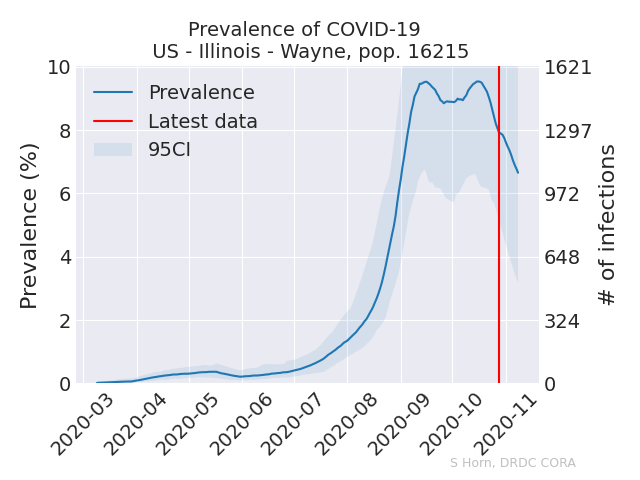 Prevalence of COVID-19
US - Illinois - Wayne, pop. 16215
Prevalence
Latest data
95CI
Prevalence (%)
10
8
6
4
2
0
1621
1297
972
648
324
0
# of infections
2020-03
2020-04
2020-05
2020-06
2020-07
2020-08
2020-09
2020-10
2020-11
S Horn, DRDC CORA